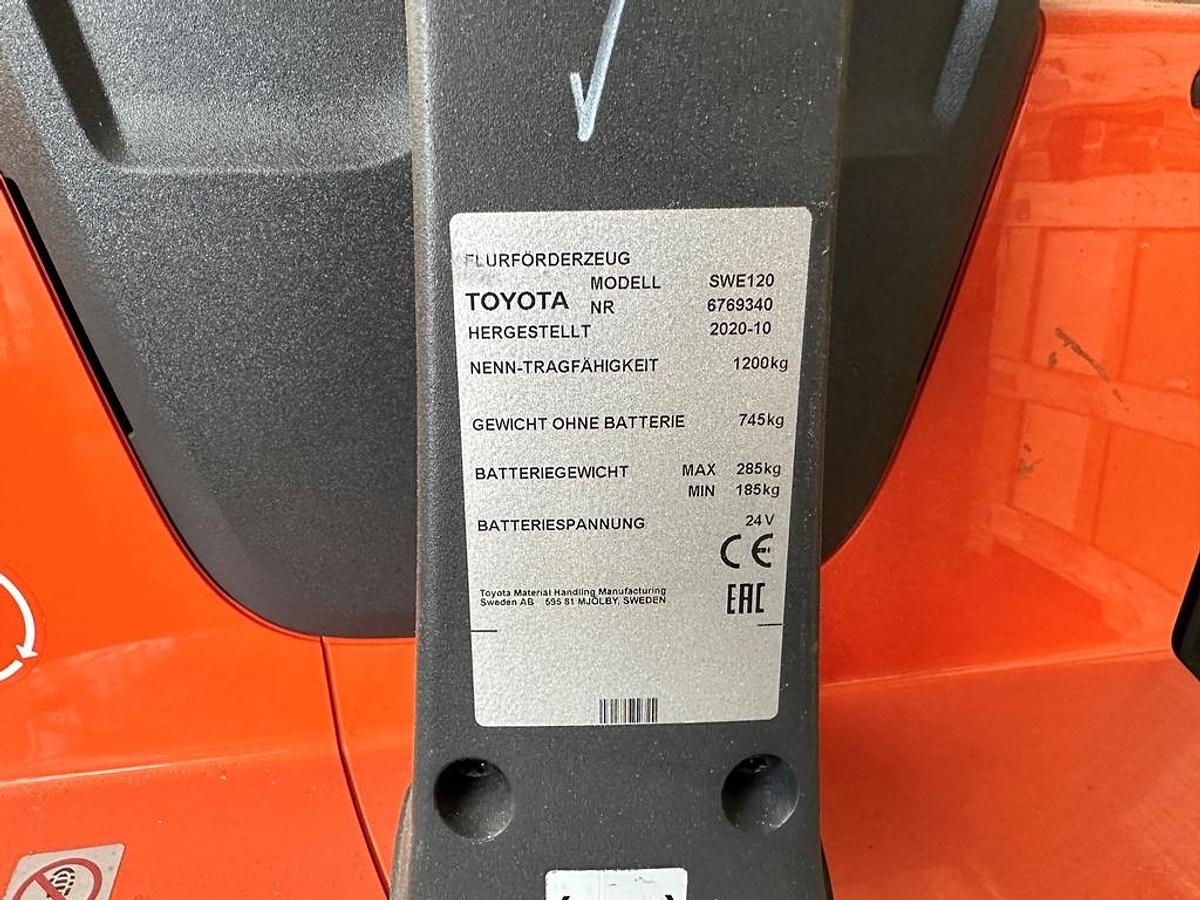 FLURFÖRDERZEUG
MODELL SWE120
TOYOTA
NR 6769340
HERGESTELLT 2020-10
NENN-TRAGFÄHIGKEIT 1200kg
GEWICHT OHNE BATTERIE 745kg
BATTERIEGEWICHT MAX 285kg
MIN 185kg
BATTERIESPANNUNG 24V
CE
Toyota Material Handling Manufacturing
Sweden AB 595 81 MJÖLBY, SWEDEN
EAC